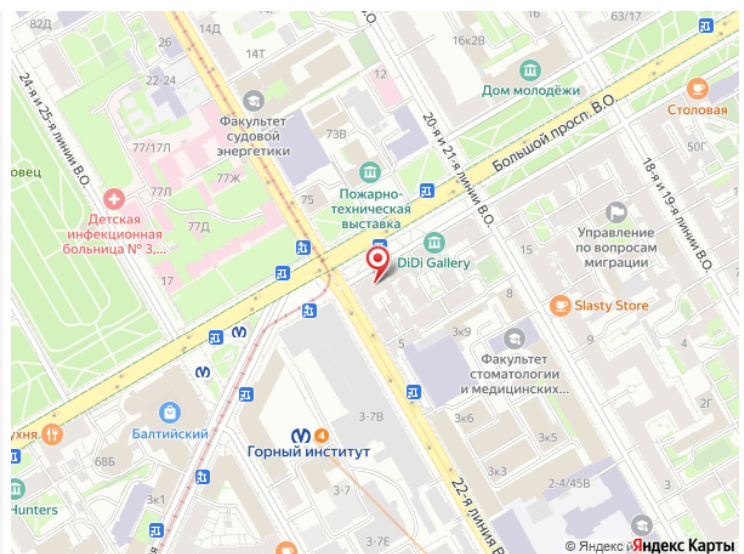 82Д
26
14Д
14Т
16к2В
63/17
24-я и 25-я линии В.О.
12
Дом молодёжи
Большой просп. В.О.
Столовая
Факультет
судовой
энергетики
73В
20-я и 21-я линии В.О.
50Г
77/17Л
77Ж
18-я и 19-я линии В.О.
75
Пожарно-
техническая
выставка
Детская
инфекционная
больница № 3,...
77Л
77Д
Управление
по вопросам
миграции
DiDi Gallery
17
15
8
16
Slasty Store
5
3к9
9
Факультет
стоматологии
и медицинских...
4
3-7В
3к6
2Г
Балтийский
4
Горный институт
68Б
3к1
3-7
3к3
2-4/45В
22-я линия В
Hunters
3-7Е
© Яндекс
Яндекс Карты